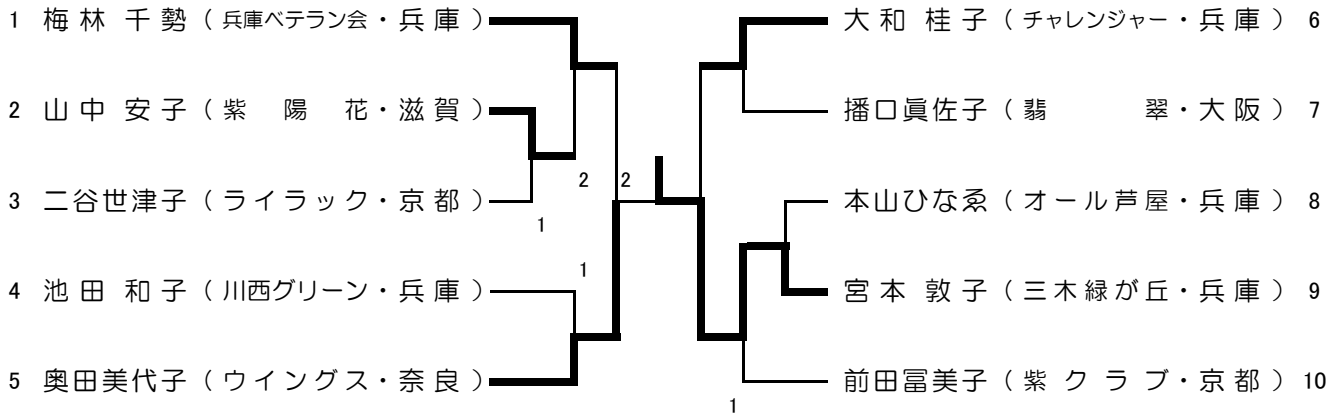 1 梅林 千勢 ( 兵庫ベテラン会・兵庫 )
2 山中 安子 ( 紫 陽 花・滋賀 )
3 二谷世津子 ( ライラック・京都 )
4 池田 和子 ( 川西グリーン・兵庫 )
5 奥田美代子 ( ウイングス・奈良 )
2 2
1
1
大和 桂子 ( チャレンジャー・兵庫 ) 6
播口眞佐子 ( 翡 翠・大阪 ) 7
本山ひなゑ ( オール芦屋・兵庫 ) 8
宮本 敦子 ( 三木緑が丘・兵庫 ) 9
前田冨美子 ( 紫クラブ・京都 ) 10
1